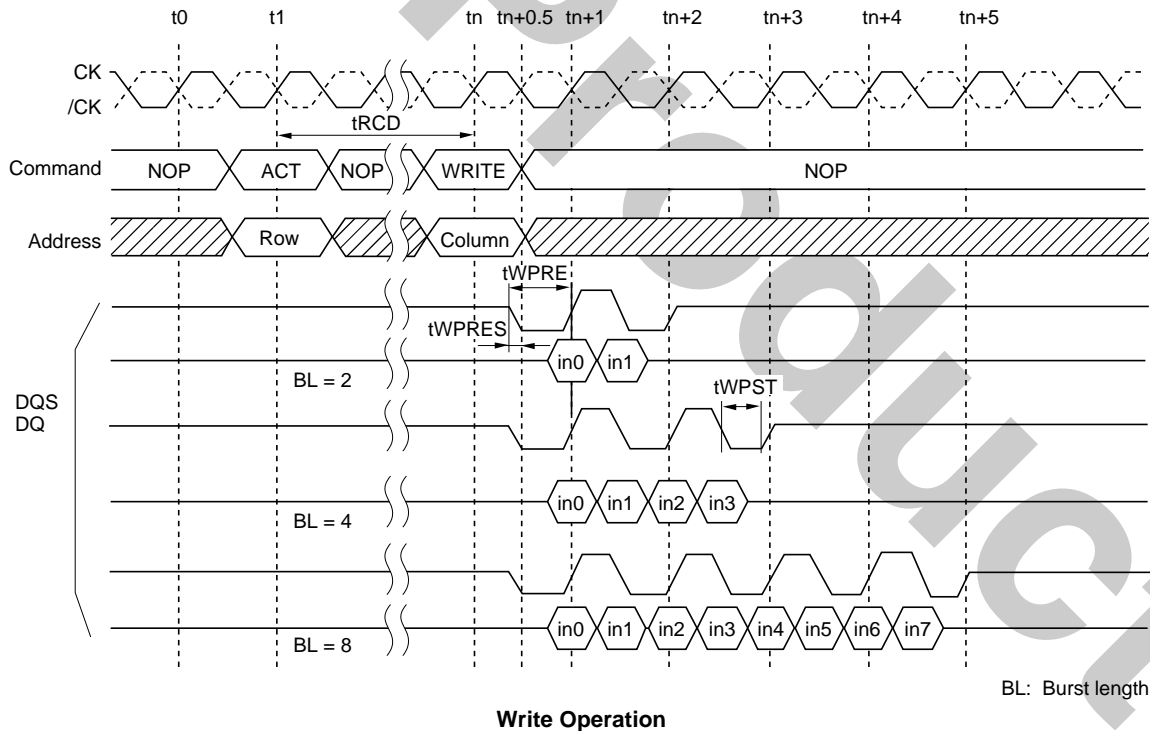 t0 t1 tn tn+0.5 tn+1 tn+2 tn+3 tn+4 tn+5
CK
/CK
tRCD
Command NOP ACT NOP WRITE NOP
Address Row Column
tWPRE
tWPRES
in0 in1
BL = 2
tWPST
DQS
DQ
in0 in1 in2 in3
BL = 4
in0 in1 in2 in3 in4 in5 in6 in7
BL = 8
BL: Burst length
Write Operation
Product